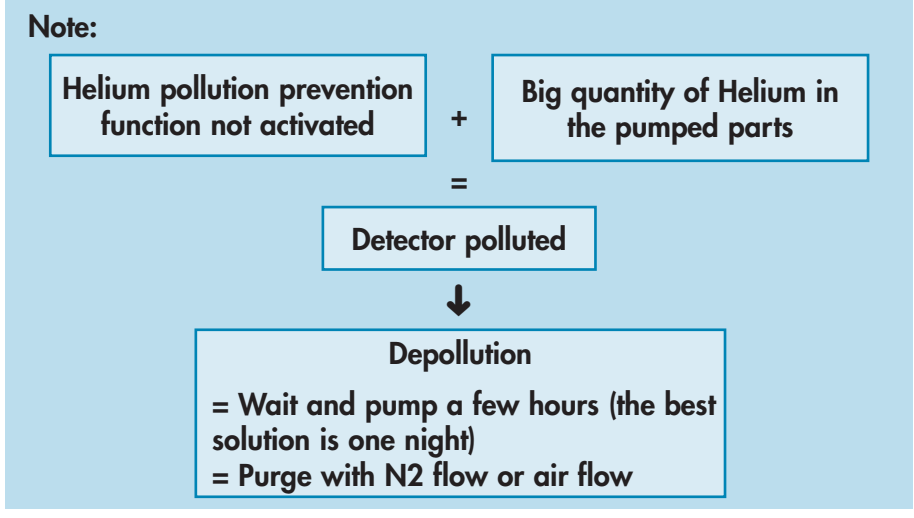 Note:
Helium pollution prevention
function not activated
+
Big quantity of Helium in
the pumped parts
=
Detector polluted
Depollution
= Wait and pump a few hours (the best
solution is one night)
= Purge with N2 flow or air flow